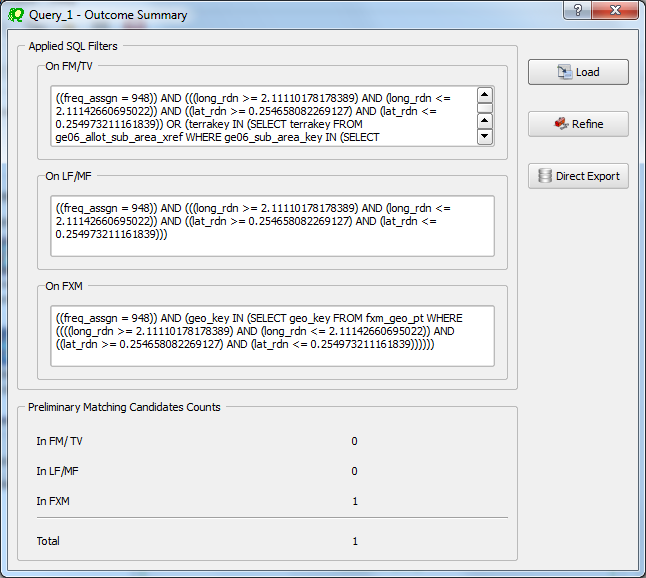 Query_1 - Outcome Summary
?
Applied SQL Filters
On FM/TV
((freq_assgn = 948)) AND (((long_rdn >= 2.11110178178389) AND (long_rdn <=
2.11142660695022)) AND ((lat_rdn >= 0.254658082269127) AND (lat_rdn <=
0.254973211161839)) OR (terrakey IN (SELECT terrakey FROM
ge06_allot_sub_area_xref WHERE ge06_sub_area_key IN (SELECT
On LF/MF
((freq_assgn = 948)) AND (((long_rdn >= 2.11110178178389) AND (long_rdn <=
2.11142660695022)) AND ((lat_rdn >= 0.254658082269127) AND (lat_rdn <=
0.254973211161839)))
On FXM
((freq_assgn = 948)) AND (geo_key IN (SELECT geo_key FROM fxm_geo_pt WHERE
((((long_rdn >= 2.11110178178389) AND (long_rdn <= 2.11142660695022)) AND
((lat_rdn >= 0.254658082269127) AND (lat_rdn <= 0.254973211161839))))))
Load
Refine
Direct Export
Preliminary Matching Candidates Counts
In FM/ TV 0
In LF/MF 0
In FXM 1
Total 1